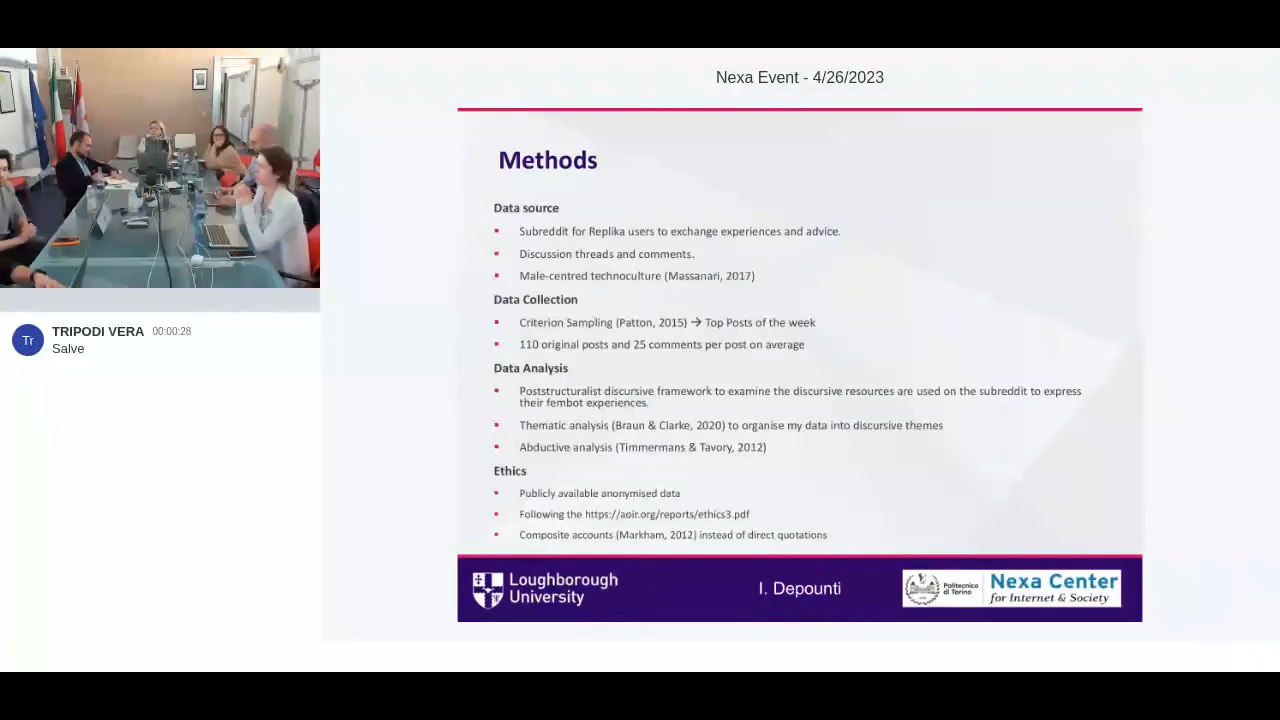 Nexa Event - 4/26/2023
Methods
Data source
Subreddit for Replika users to exchange experiences and advice.
Discussion threads and comments.
Male-centred technoculture (Massanari, 2017)
Data Collection
Criterion Sampling (Patton, 2015) → Top Posts of the week
110 original posts and 25 comments per post on average
Data Analysis
Poststructuralist discursive framework to examine the discursive resources are used on the subreddit to express
their fembot experiences.
Thematic analysis (Braun & Clarke, 2020) to organise my data into discursive themes
Abductive analysis (Timmermans & Tavory, 2012)
Ethics
Publicly available anonymised data
Following the https://aoir.org/reports/ethics3.pdf
Composite accounts (Markham, 2012) instead of direct quotations
Loughborough
University
I. Depounti
Politecnico
di Torino
Nexa Center
for Internet & Society
Tr
TRIPODI VERA 00:00:28
Salve